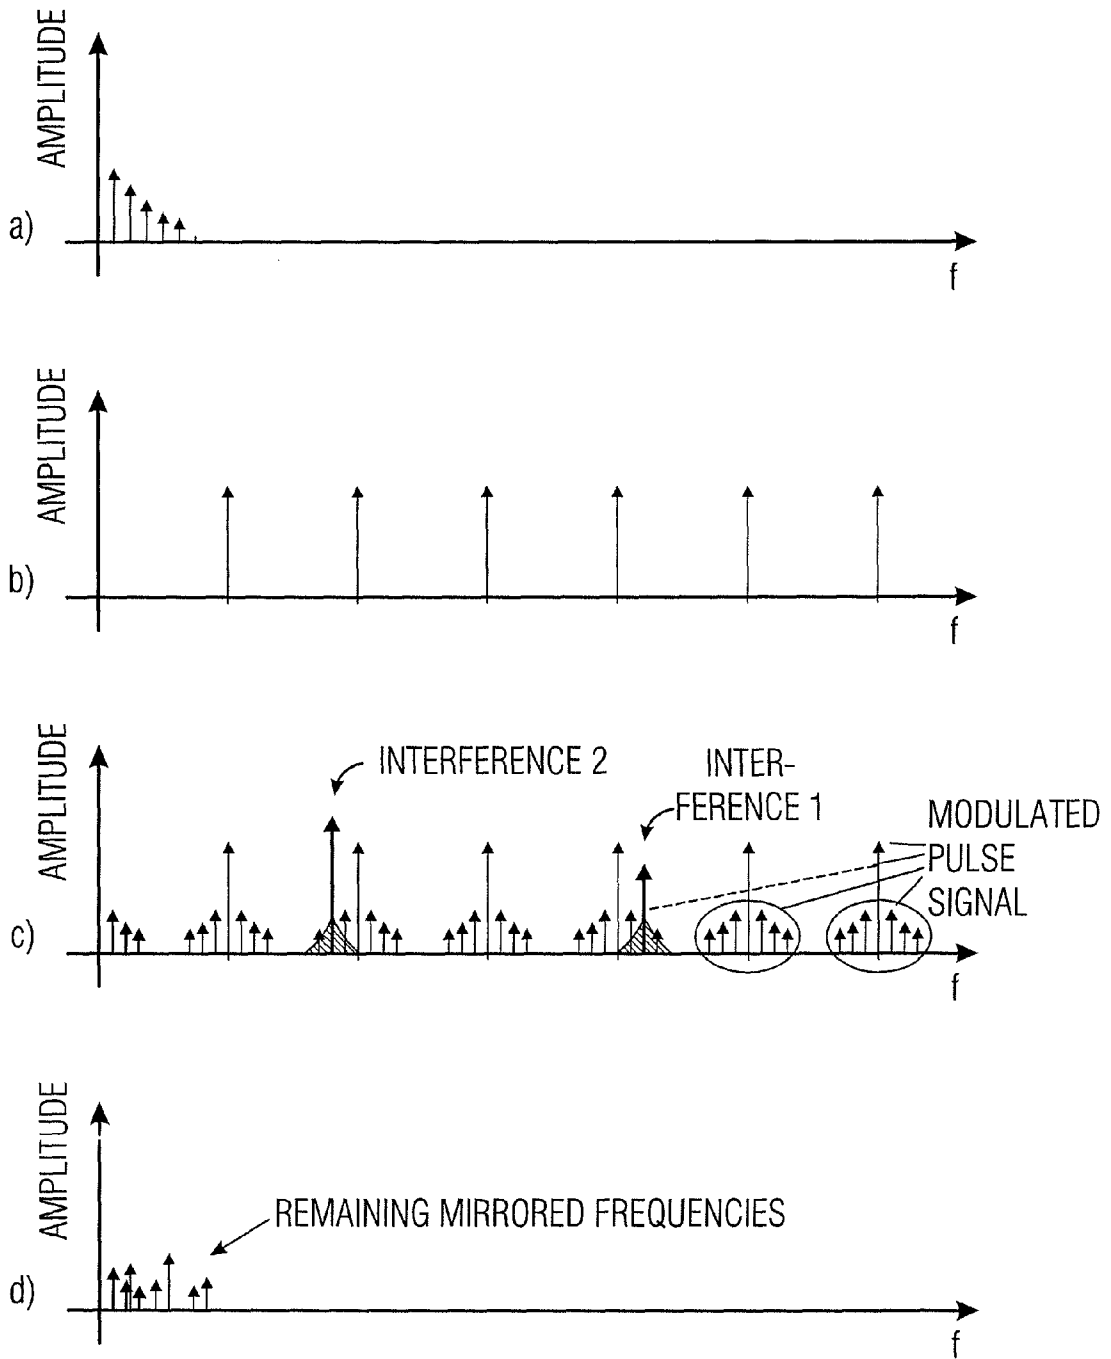 AMPLITUDE
a)
f
AMPLITUDE
b)
f
AMPLITUDE
INTERFERENCE 2
INTER-
FERENCE 1
MODULATED
PULSE
SIGNAL
c)
f
AMPLITUDE
REMAINING MIRRORED FREQUENCIES
d)
f